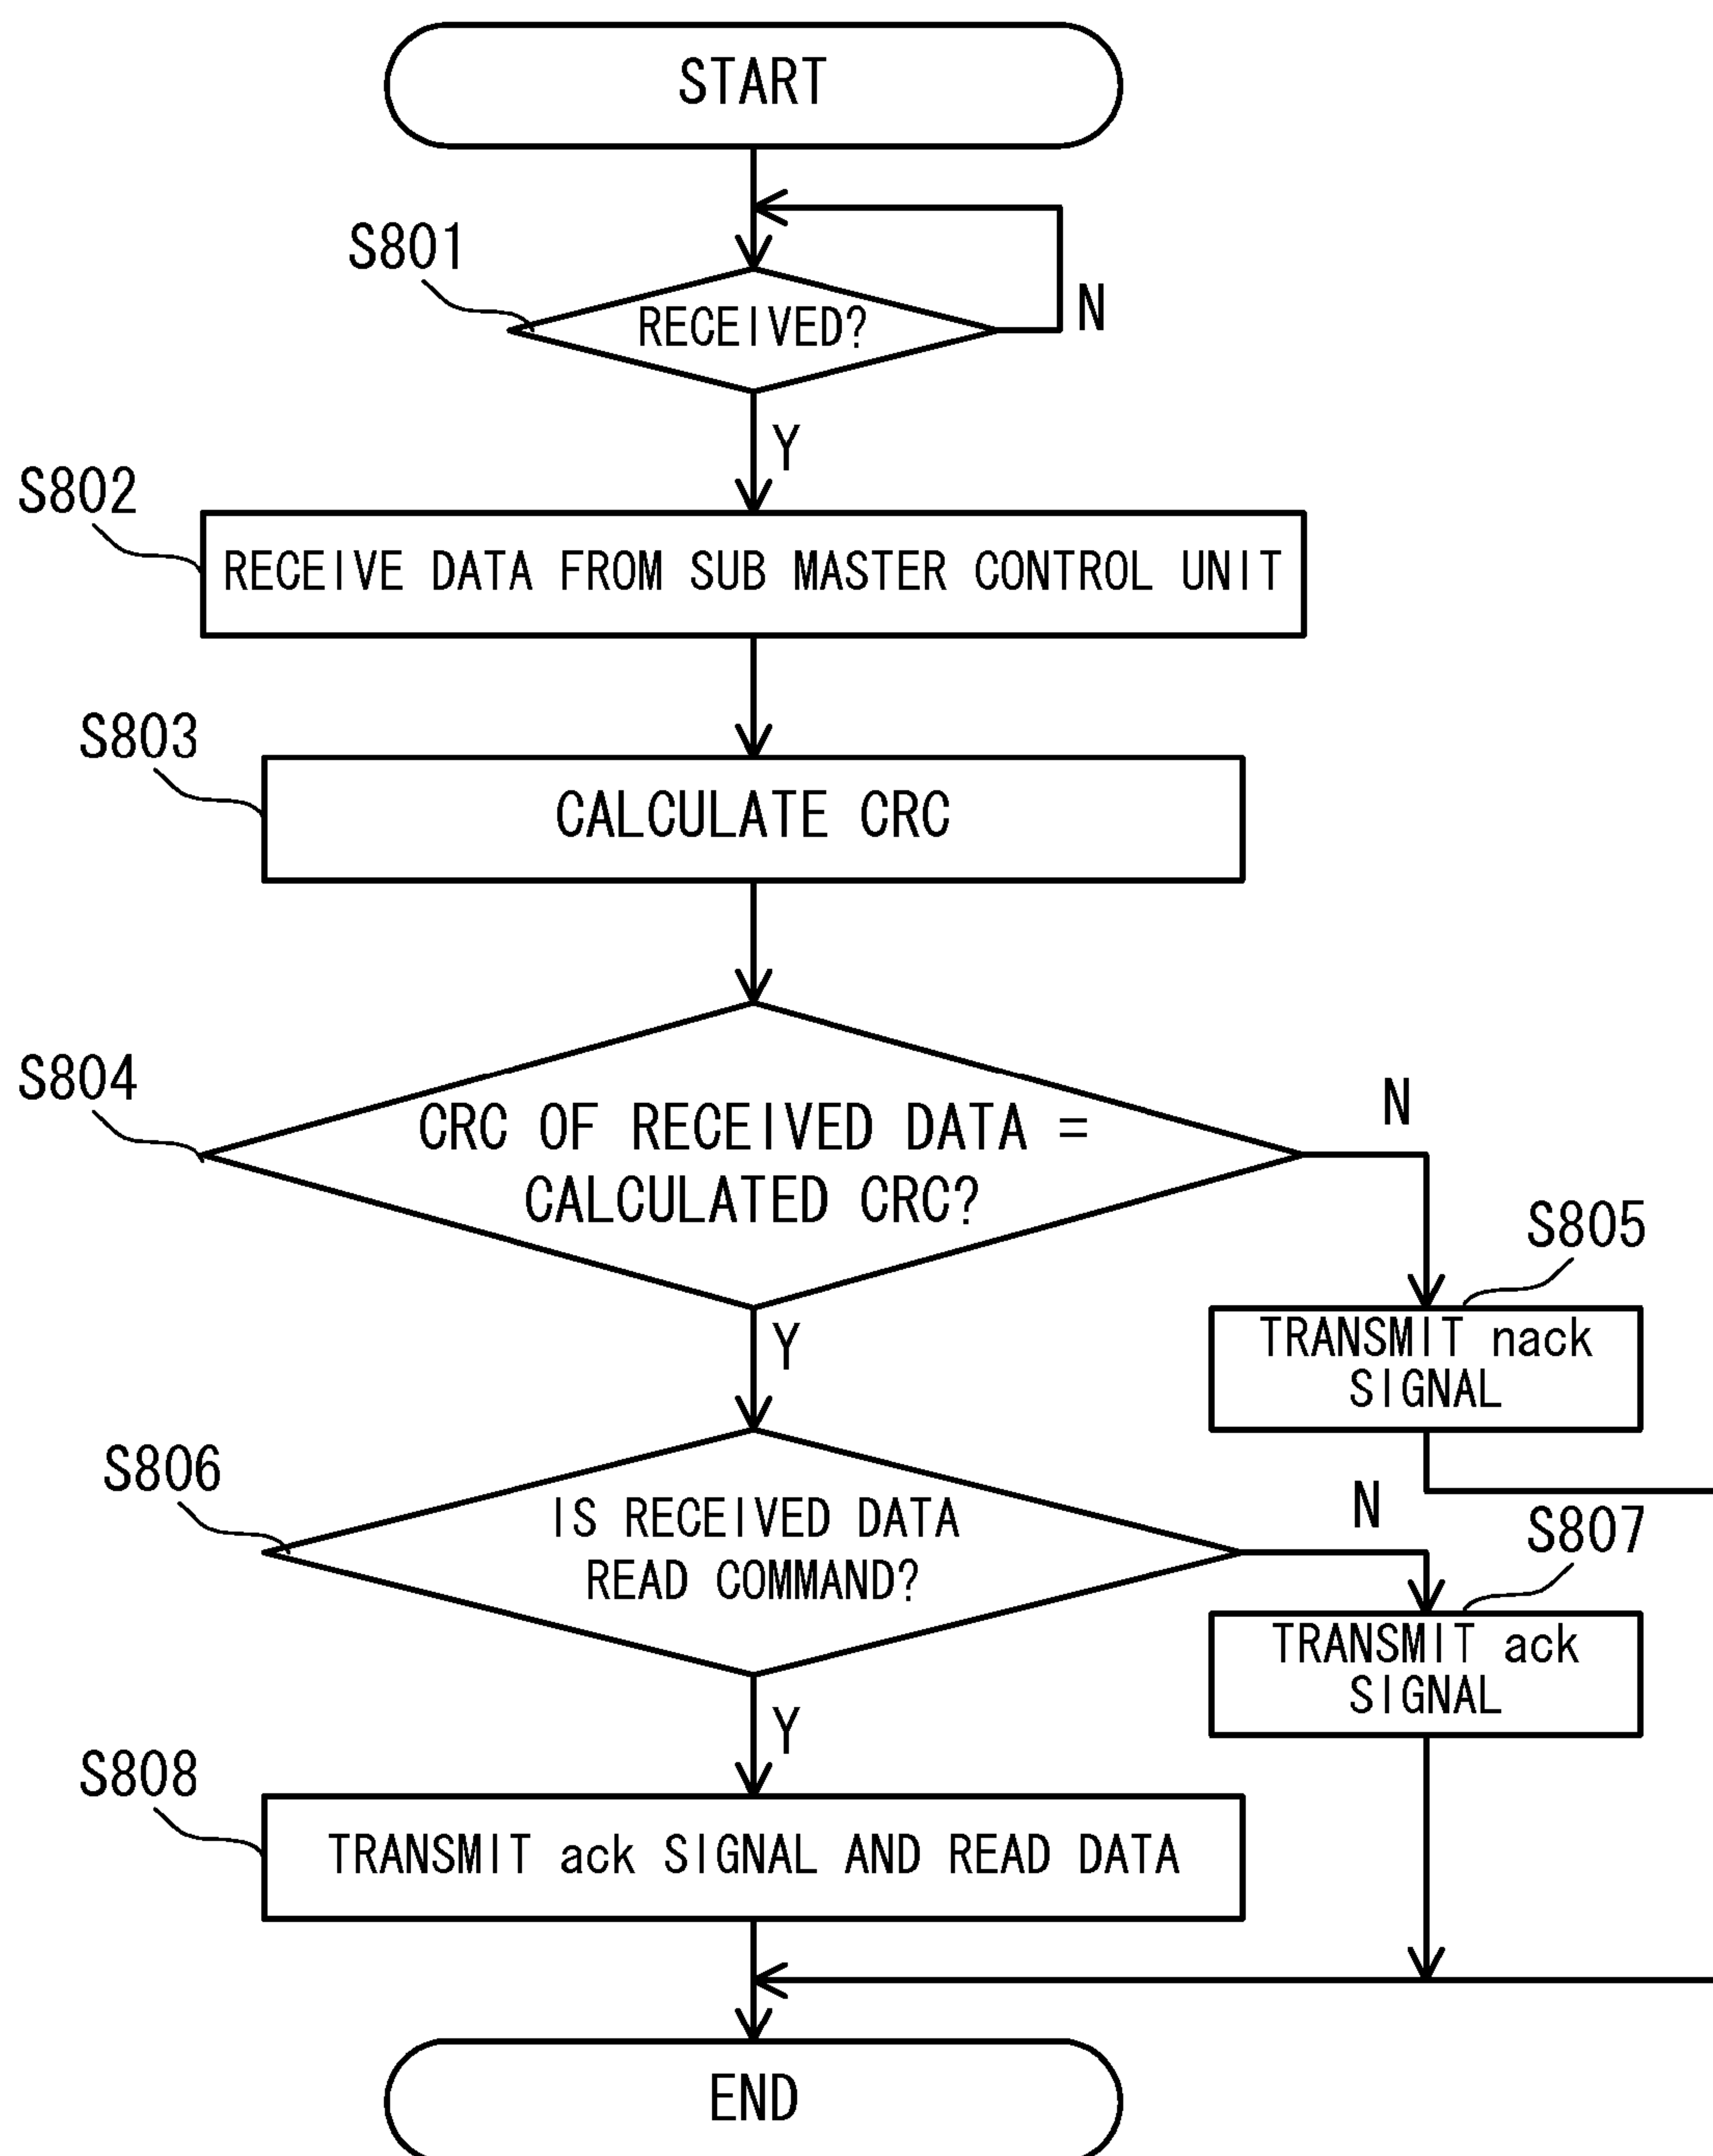 START
S801
RECEIVED?
N
Y
S802
RECEIVE DATA FROM SUB MASTER CONTROL UNIT
S803
CALCULATE CRC
S804
CRC OF RECEIVED DATA =
CALCULATED CRC?
N
Y
S805
TRANSMIT nack
SIGNAL
S806
IS RECEIVED DATA
READ COMMAND?
N
Y
S807
TRANSMIT ack
SIGNAL
S808
TRANSMIT ack SIGNAL AND READ DATA
END